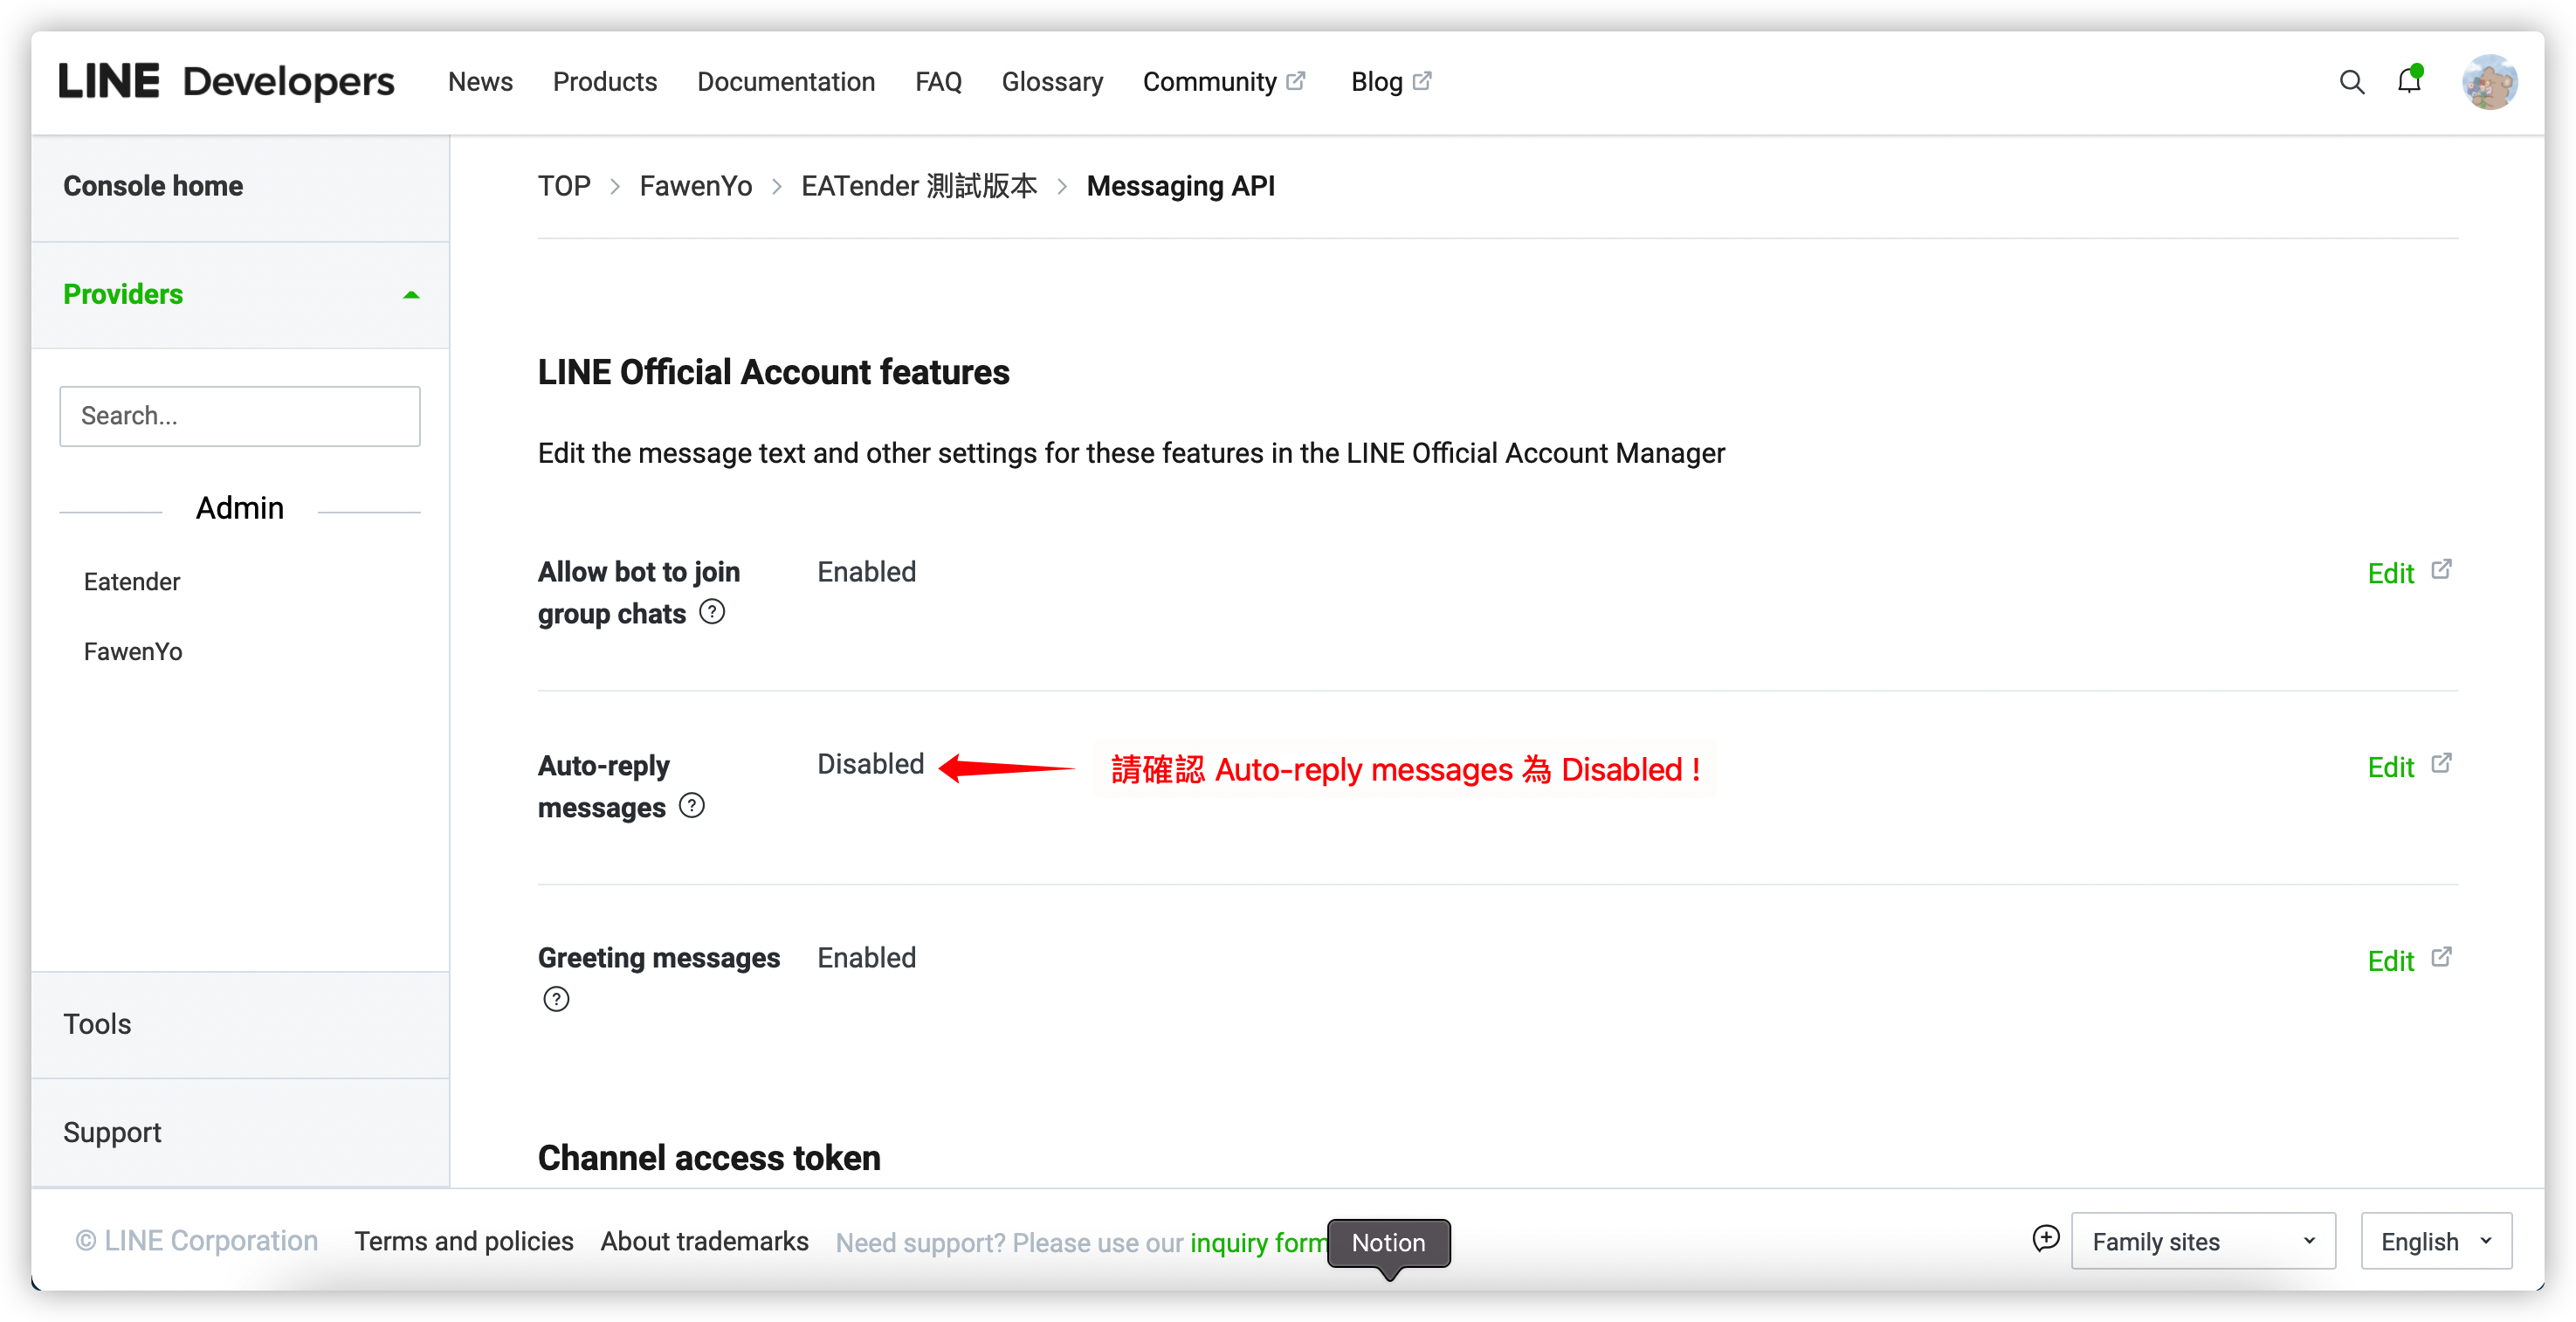 LINE Developers News Products Documentation FAQ Glossary Community Blog
Console home
Providers
Search...
Admin
Eatender
FawenYo
Tools
Support
TOP > FawenYo > EATender 測試版本 > Messaging API
LINE Official Account features
Edit the message text and other settings for these features in the LINE Official Account Manager
Allow bot to join
group chats ?
Enabled
Edit
Auto-reply
messages ?
Disabled
請確認 Auto-reply messages 為 Disabled !
Edit
Greeting messages
?
Enabled
Edit
Channel access token
© LINE Corporation Terms and policies About trademarks Need support? Please use our inquiry form
Notion
Family sites
English